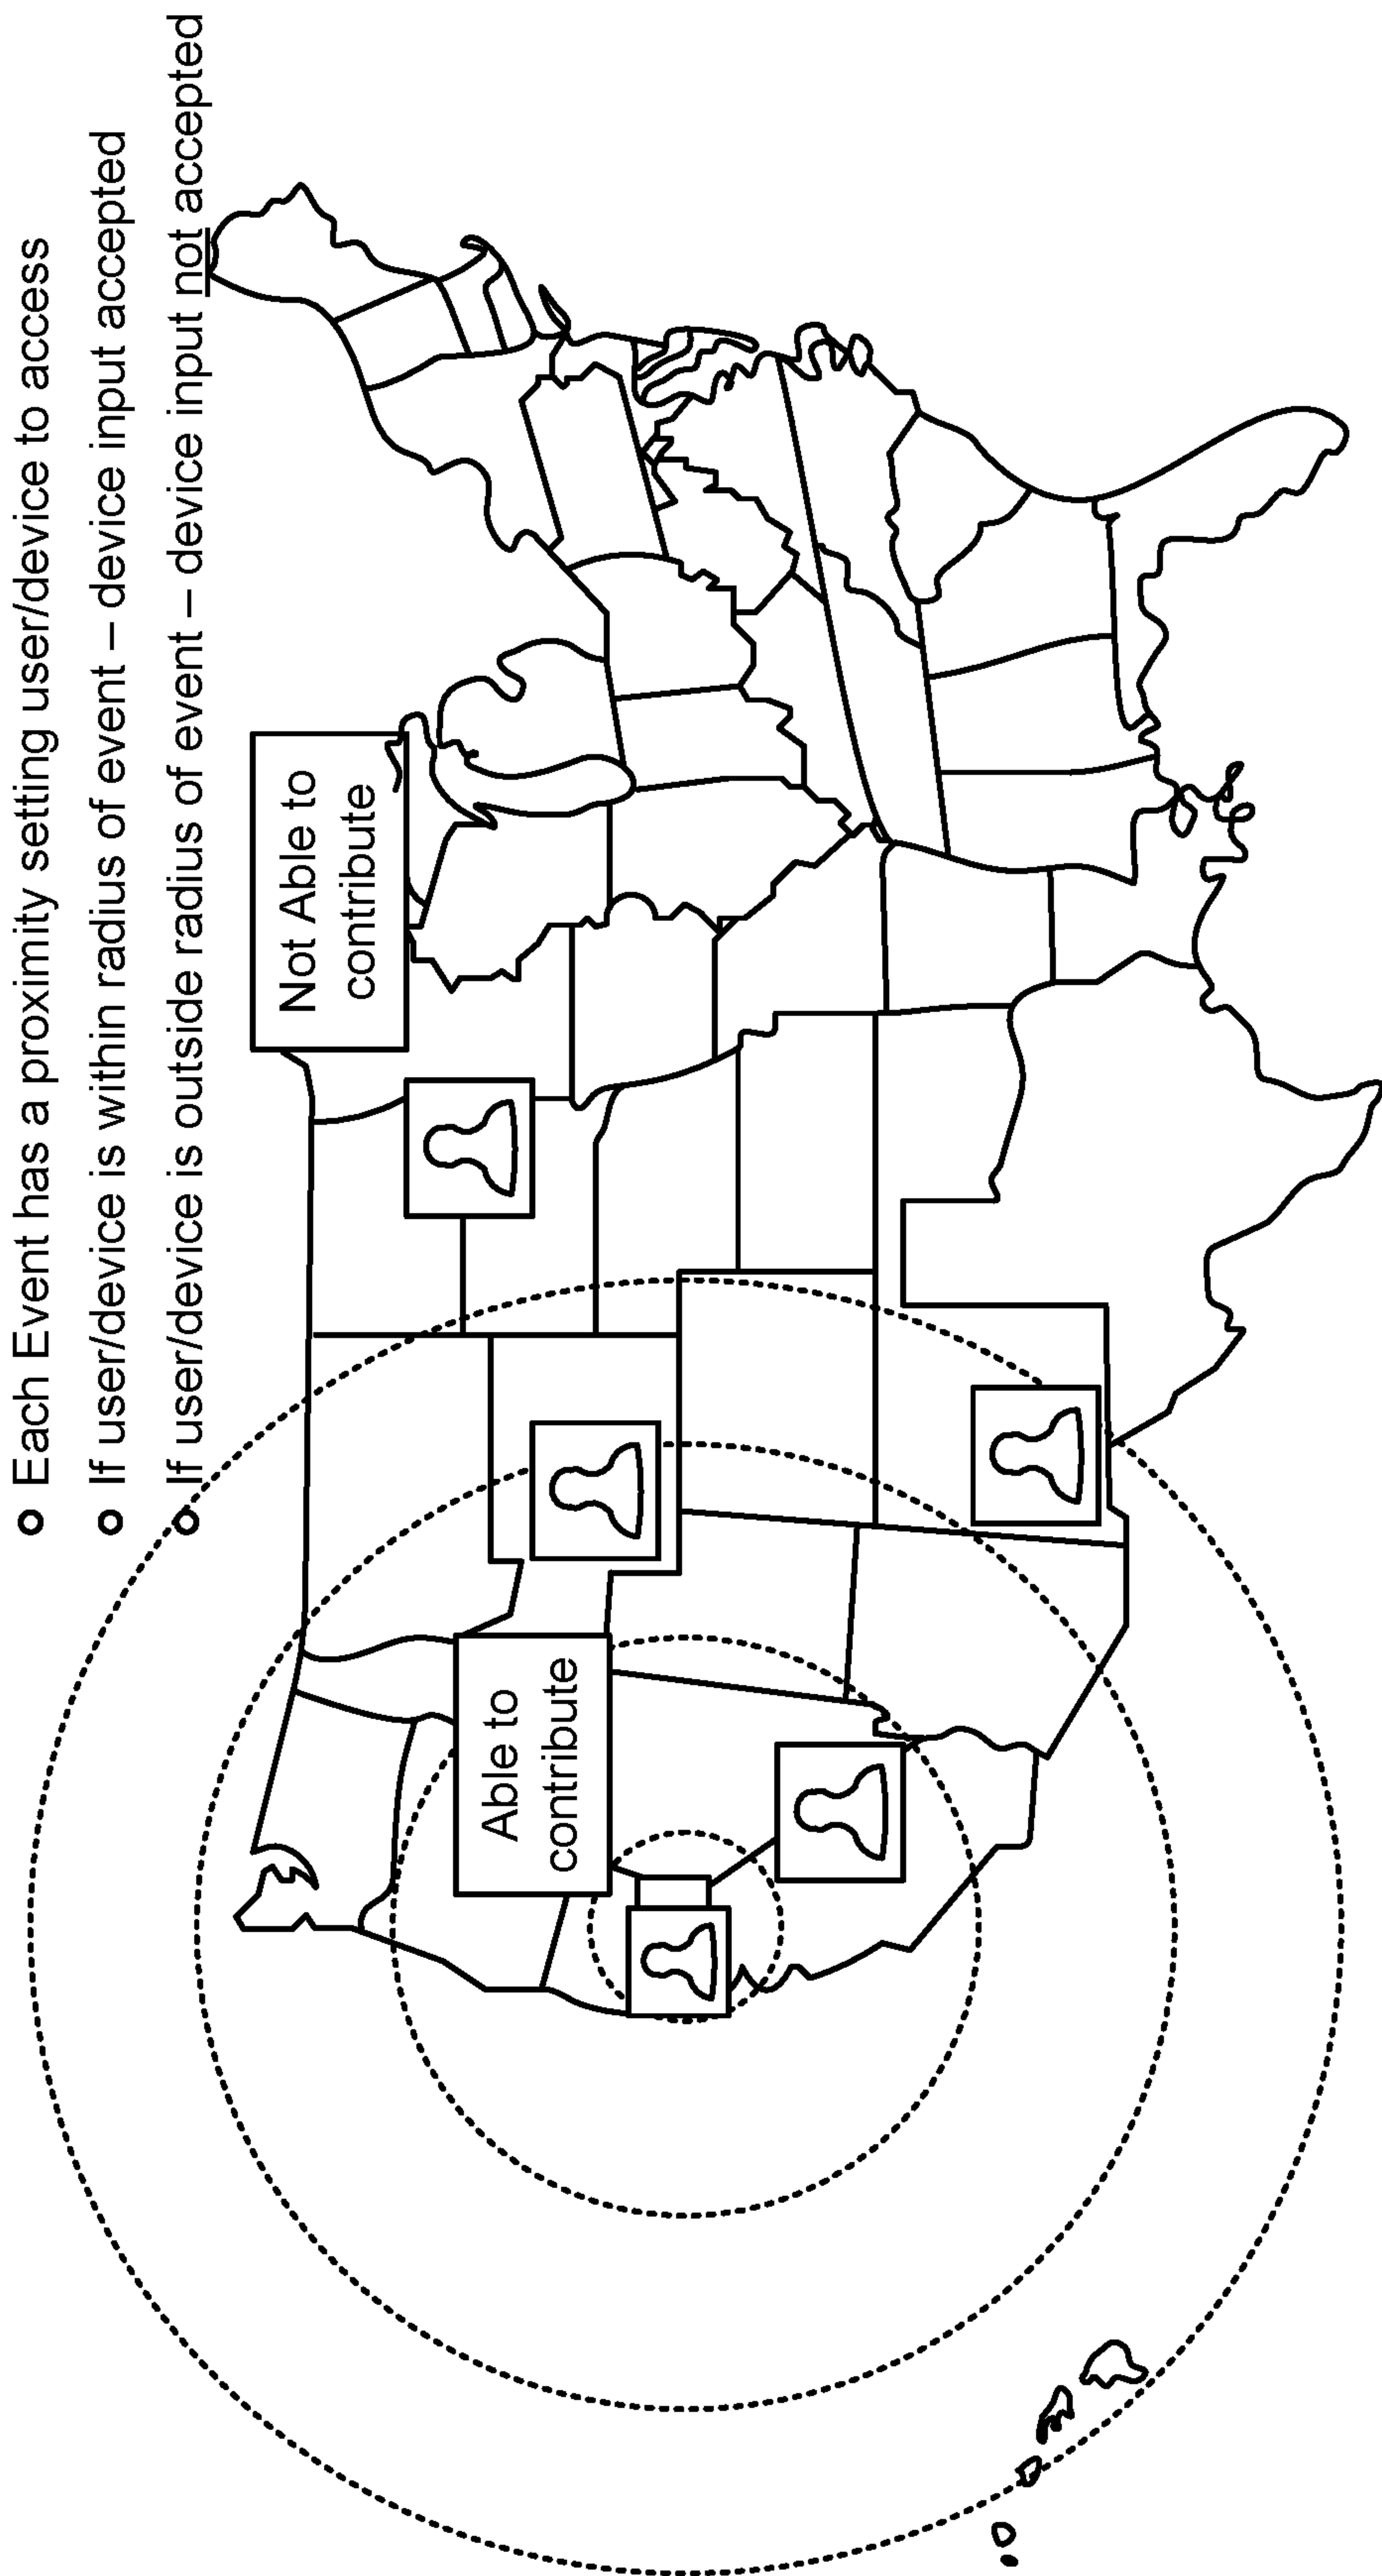 o Each Event has a proximity setting user/device to access
o If user/device is within radius of event – device input accepted
o If user/device is outside radius of event – device input not accepted
Not Able to
contribute
Able to
contribute